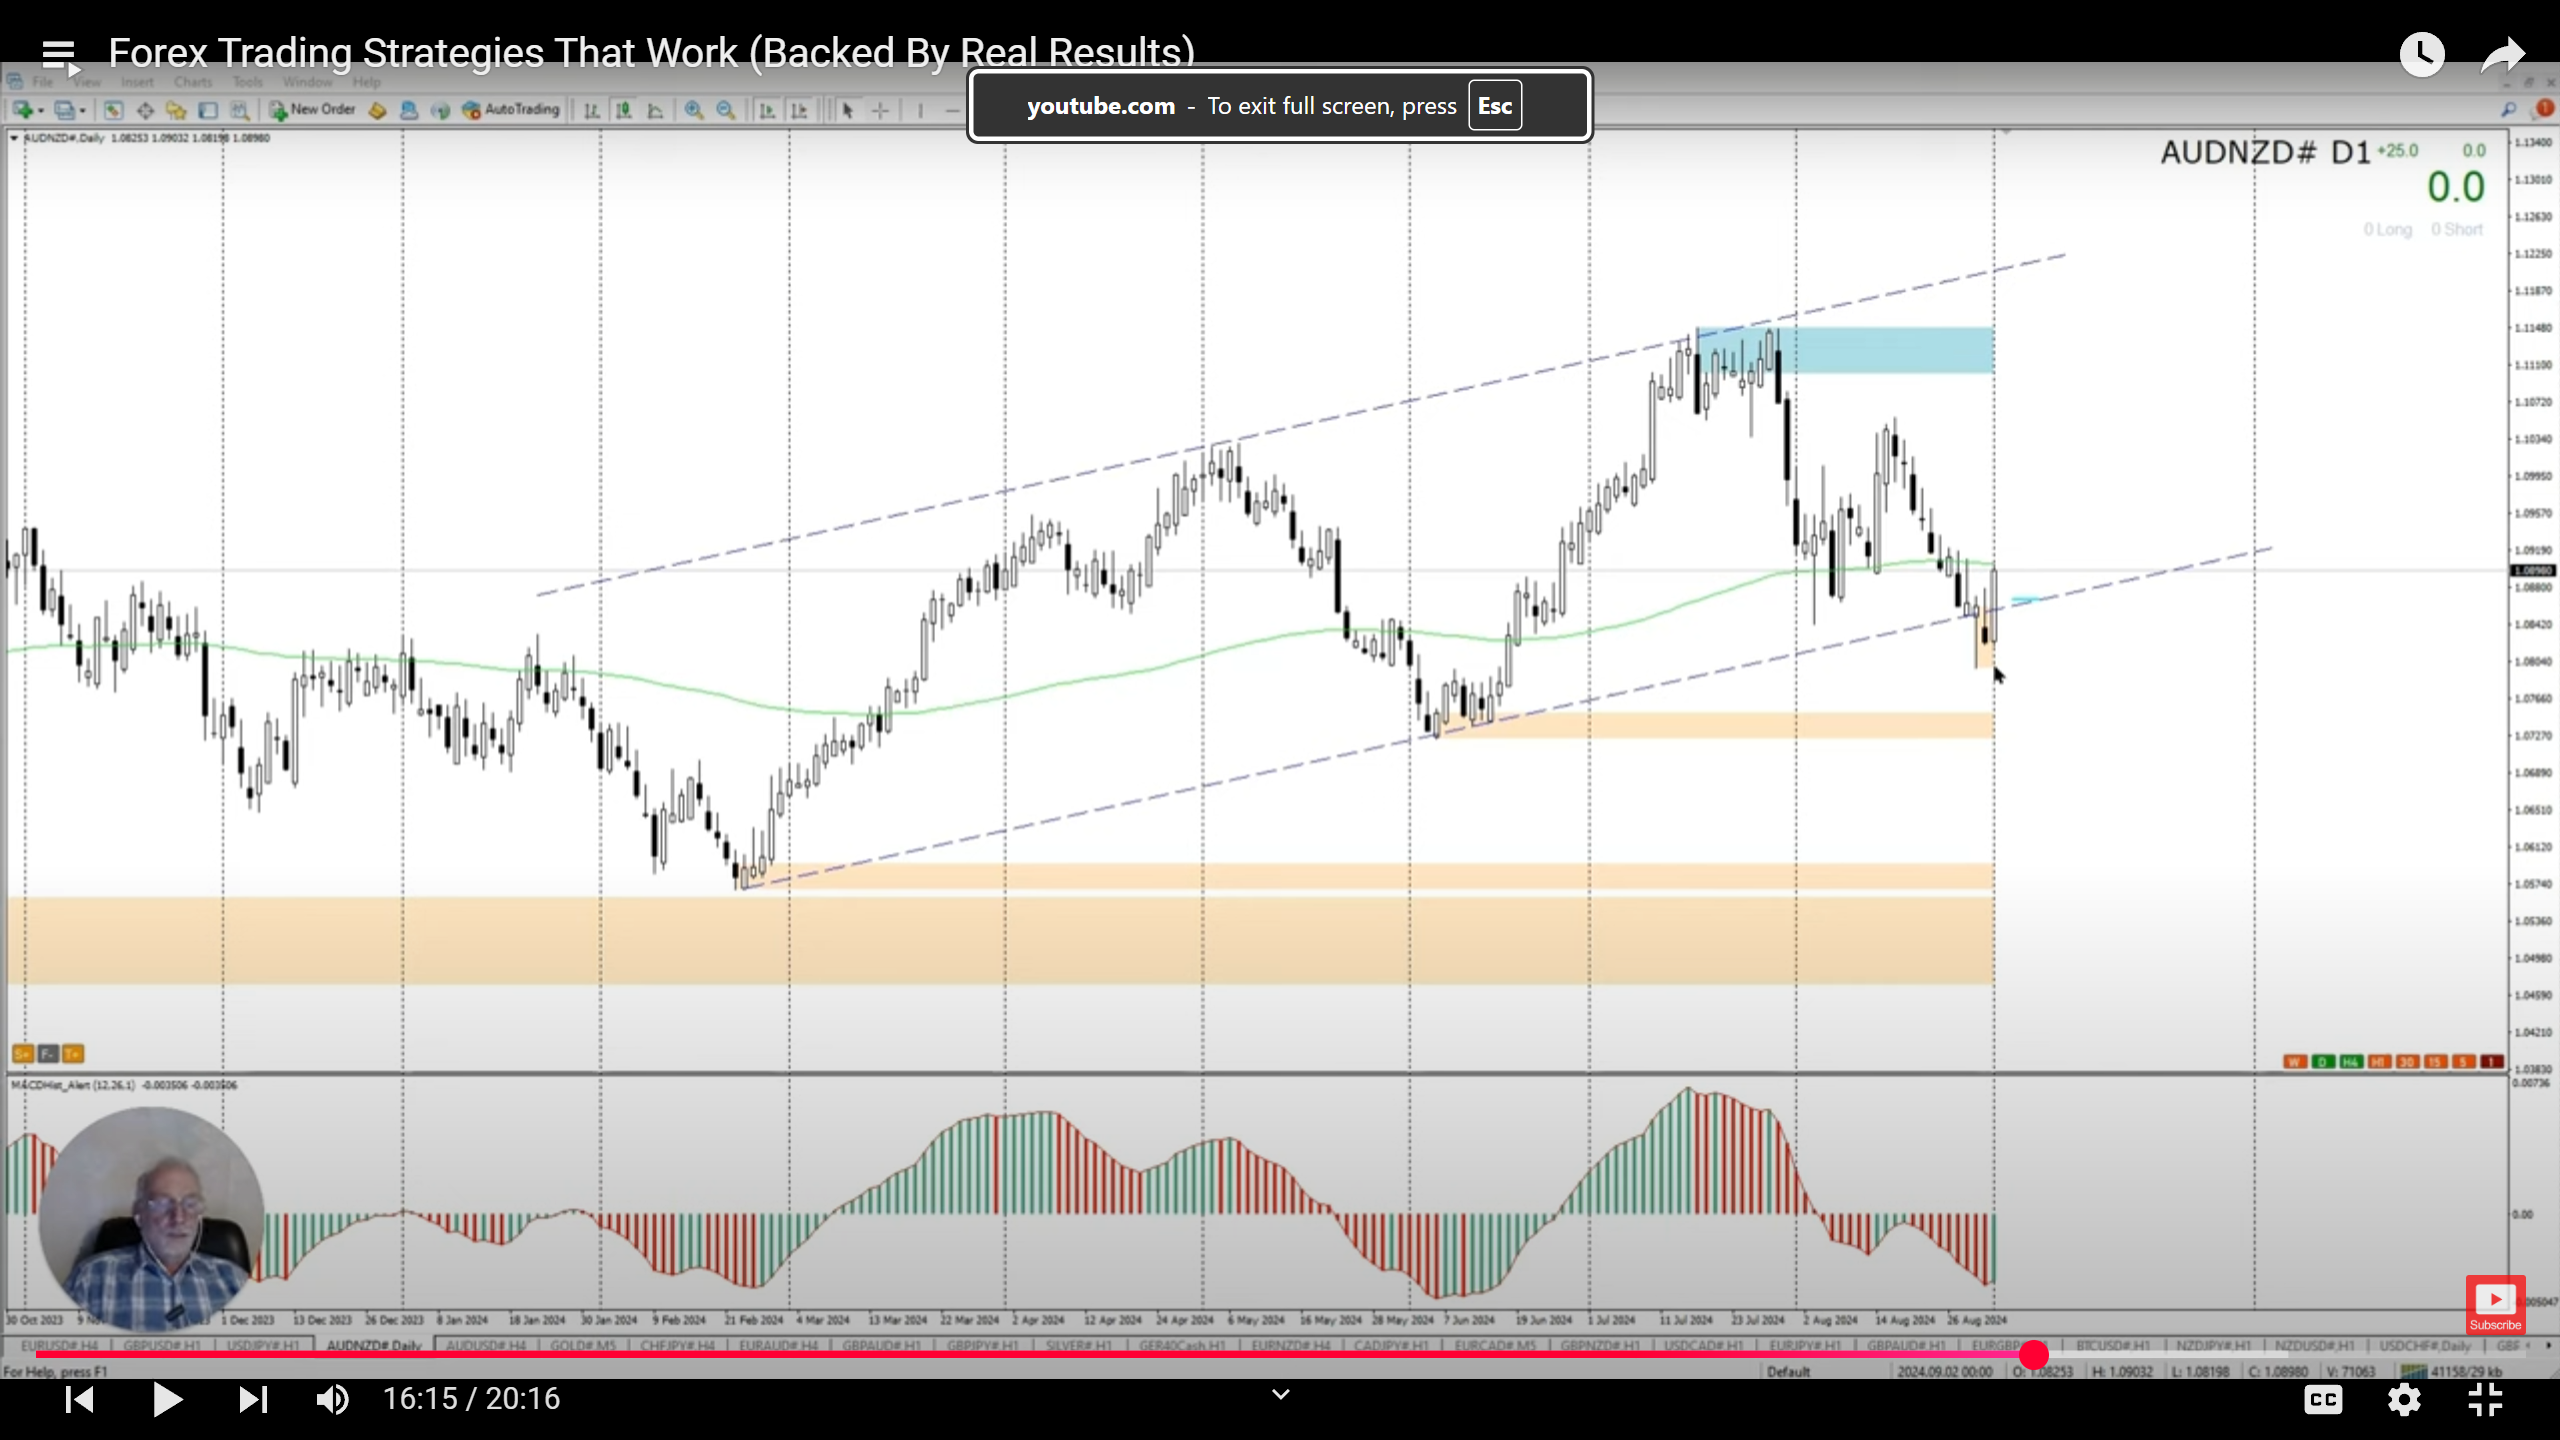 Forex Trading Strategies That Work (Backed By Real Results)
youtube.com - To exit full screen, press Esc
File View Insert Charts Tools Window Help
New Order AutoTrading
AUDNZD#,Daily 1.08253 1.09032 1.08198 1.08980
AUDNZD# D1 +25.0 0.0
0.0
0 Long 0 Short
1.13400
1.13010
1.12630
1.12250
1.11870
1.11480
1.11100
1.10720
1.10340
1.09950
1.09570
1.09190
1.08980
1.08800
1.08420
1.08040
1.07660
1.07270
1.06890
1.06510
1.06120
1.05740
1.05360
1.04980
1.04590
1.04210
1.03830
S+ F- T+
W D H4 H1 30 15 5 1
MACDHist_Alert (12,26,1) -0.003506 -0.003506
0.00736
0.00
Subscribe
30 Oct 2023 1 Dec 2023 13 Dec 2023 26 Dec 2023 8 Jan 2024 18 Jan 2024 30 Jan 2024 9 Feb 2024 21 Feb 2024 4 Mar 2024 13 Mar 2024 22 Mar 2024 2 Apr 2024 12 Apr 2024 24 Apr 2024 6 May 2024 16 May 2024 28 May 2024 7 Jun 2024 19 Jun 2024 1 Jul 2024 11 Jul 2024 23 Jul 2024 2 Aug 2024 14 Aug 2024 26 Aug 2024
EURUSD#,H4 GBPUSD#,H1 USDJPY#,H1 AUDNZD#,Daily AUDUSD#,H4 GOLD#,M5 CHFJPY#,H4 EURAUD#,H4 GBPAUD#,H1 GBPJPY#,H1 SILVER#,H1 GER40Cash,H1 EURNZD#,H4 CADJPY#,H1 EURCAD#,M5 GBPNZD#,H1 USDCAD#,H1 EURJPY#,H1 GBPAUD#,H1 BTCUSD#,H1 NZDJPY#,H1 NZDUSD#,H1 USDCHF#,Daily
For Help, press F1 Default 2024.09.02 00:00 O: 1.08253 H: 1.09032 L: 1.08198 C: 1.08980 V: 71063 41158/29 kb
16:15 / 20:16
CC